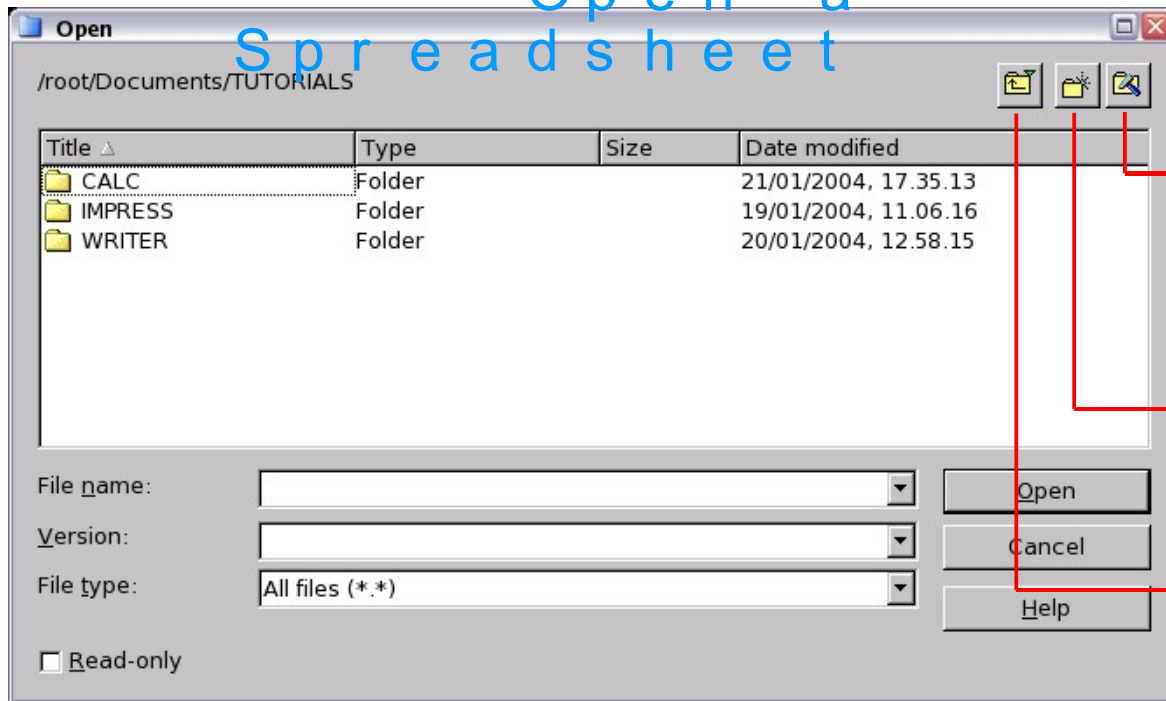 Open a
Open
Spreadsheet
/root/Documents/TUTORIALS
Title Type Size Date modified
CALC Folder 21/01/2004, 17.35.13
IMPRESS Folder 19/01/2004, 11.06.16
WRITER Folder 20/01/2004, 12.58.15
File name: Open
Version: Cancel
File type: All files (*.*)
Help
Read-only